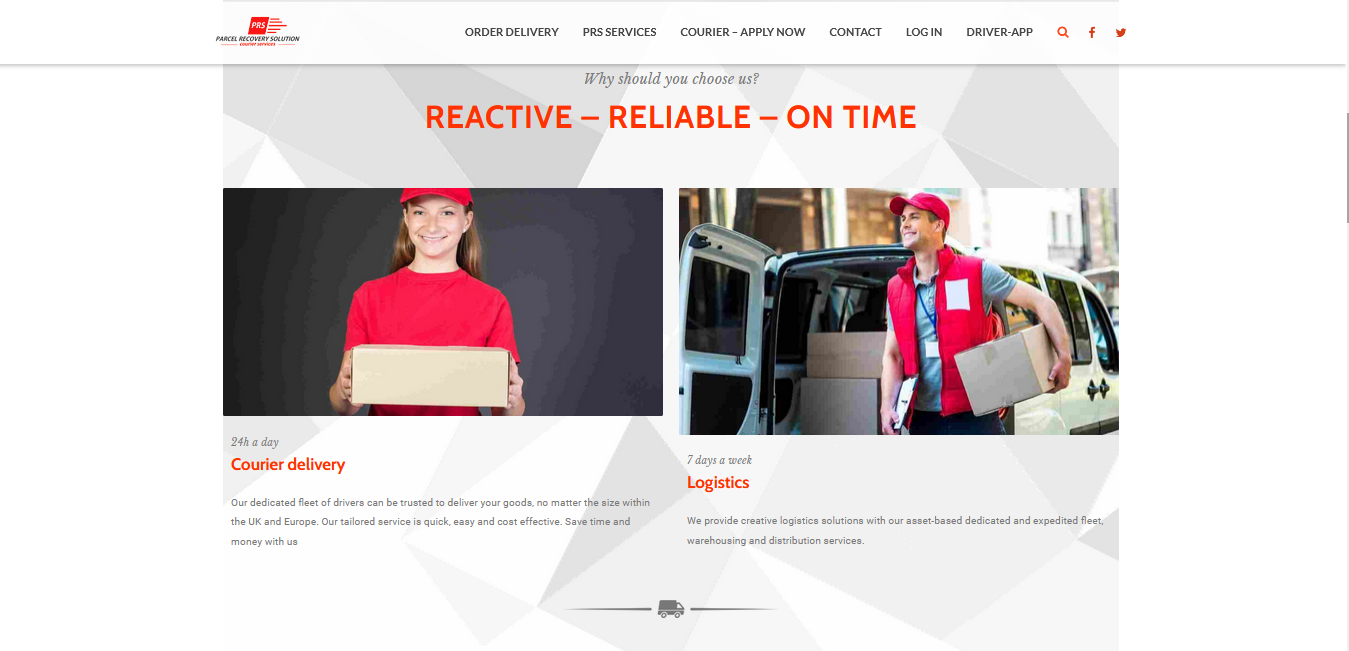 PRS
PARCEL RECOVERY SOLUTION
courier services
ORDER DELIVERY
PRS SERVICES
COURIER – APPLY NOW
CONTACT
LOG IN
DRIVER-APP
Why should you choose us?
REACTIVE – RELIABLE – ON TIME
24h a day
Courier delivery
Our dedicated fleet of drivers can be trusted to deliver your goods, no matter the size within
the UK and Europe. Our tailored service is quick, easy and cost effective. Save time and
money with us
7 days a week
Logistics
We provide creative logistics solutions with our asset-based dedicated and expedited fleet,
warehousing and distribution services.